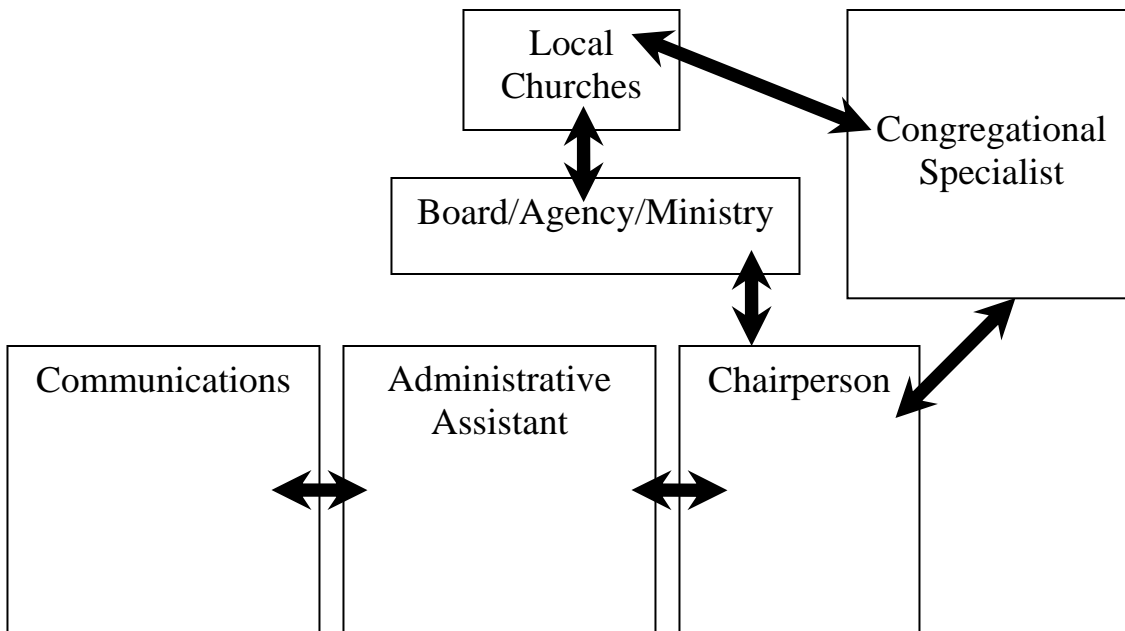 Local
Churches
Congregational
Specialist
Board/Agency/Ministry
Communications
Administrative
Assistant
Chairperson